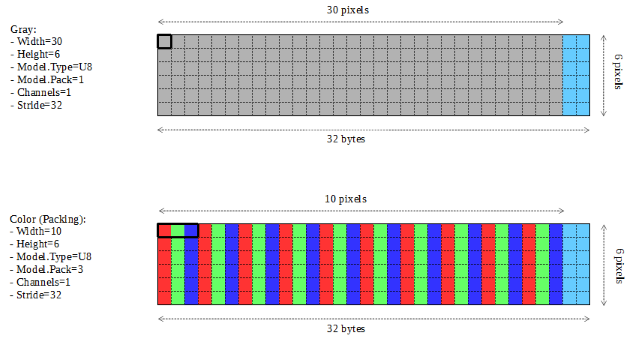 30 pixels
Gray:
- Width=30
- Height=6
- Model.Type=U8
- Model.Pack=1
- Channels=1
- Stride=32
6 pixels
32 bytes
10 pixels
Color (Packing):
- Width=10
- Height=6
- Model.Type=U8
- Model.Pack=3
- Channels=1
- Stride=32
6 pixels
32 bytes